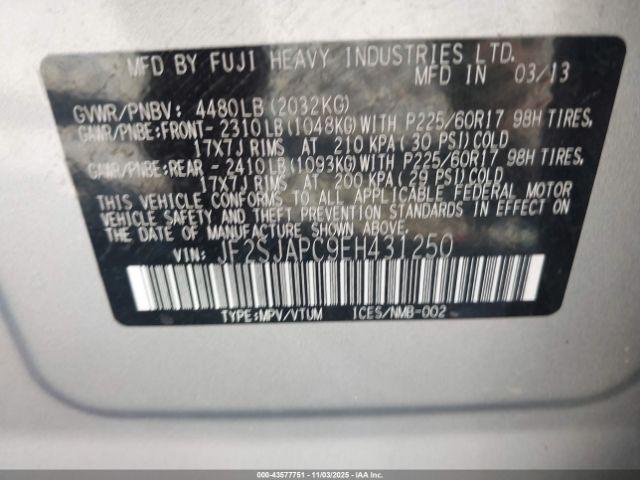 MFD BY FUJI HEAVY INDUSTRIES LTD.
MFD IN 03/13
GVWR/PNBV: 4480LB (2032KG)
GAWR/PNBE:FRONT- 2310LB (1048KG) WITH P225/60R17 98H TIRES,
17X7J RIMS AT 210 KPA (30 PSI) COLD
GAWR/PNBE:REAR - 2410LB (1093KG) WITH P225/60R17 98H TIRES,
17X7J RIMS AT 200 KPA (29 PSI) COLD
THIS VEHICLE CONFORMS TO ALL APPLICABLE FEDERAL MOTOR
VEHICLE SAFETY AND THEFT PREVENTION STANDARDS IN EFFECT ON
THE DATE OF MANUFACTURE SHOWN ABOVE.
VIN: JF2SJAPC9EH431250
TYPE:MPV/VTUM ICES/NMB-002
000-43577751 - 11/03/2025 - IAA, Inc.